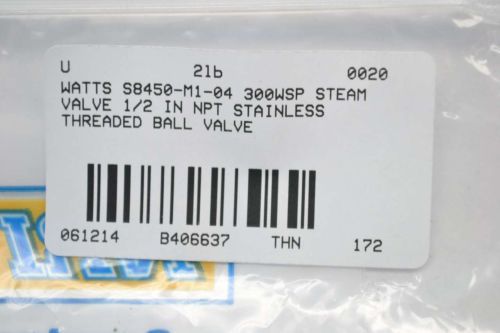 U 2lb 0020
WATTS S8450-M1-04 300WSP STEAM
VALVE 1/2 IN NPT STAINLESS
THREADED BALL VALVE
061214 B406637 THN 172